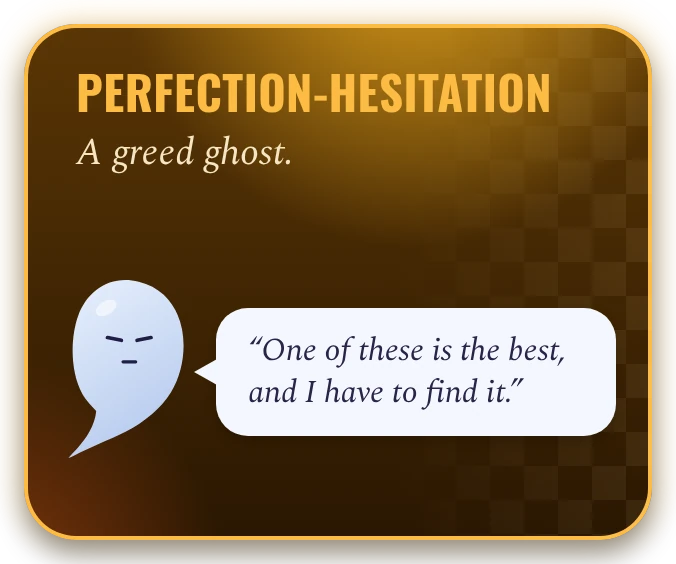 PERFECTION-HESITATION
A greed ghost.
“One of these is the best,
and I have to find it.”